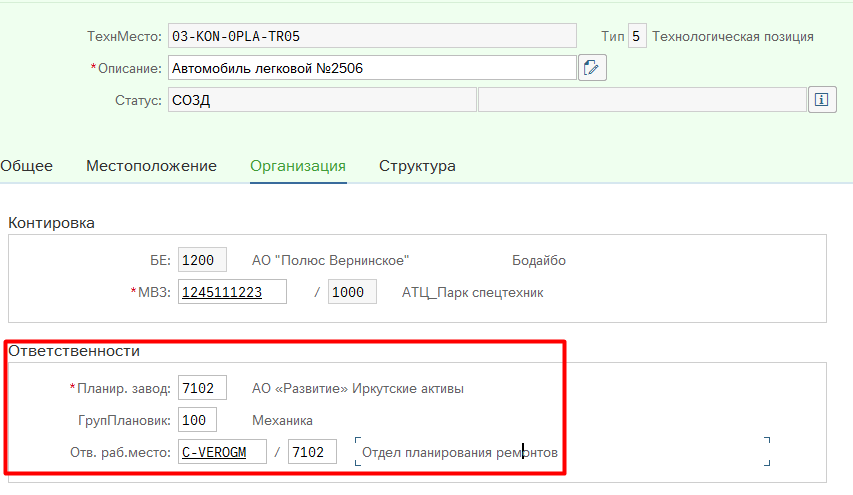 ТехнМесто: 03-KON-0PLA-TR05 Тип 5 Технологическая позиция
*Описание: Автомобиль легковой №2506
Статус: СОЗД
Общее Местоположение Организация Структура
Контировка
БЕ: 1200 АО "Полюс Вернинское" Бодайбо
*МВЗ: 1245111223 / 1000 АТЦ_Парк спецтехник
Ответственности
*Планир. завод: 7102 АО «Развитие» Иркутские активы
ГрупПлановик: 100 Механика
Отв. раб.место: C-VEROGM / 7102 Отдел планирования ремонтов